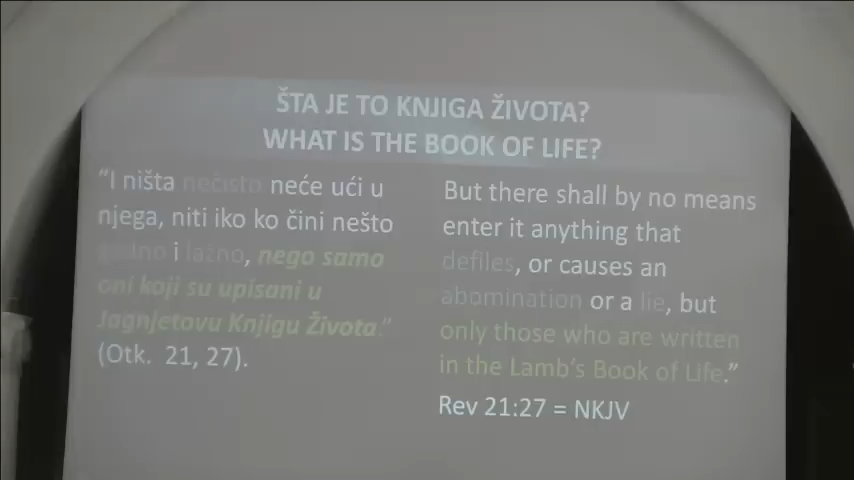 ŠTA JE TO KNJIGA ŽIVOTA?
WHAT IS THE BOOK OF LIFE?
“I ništa nečisto neće ući u
njega, niti iko ko čini nešto
gadno i lažno, nego samo
oni koji su upisani u
Jagnjetovu Knjigu Života.”
(Otk. 21, 27).
But there shall by no means
enter it anything that
defiles, or causes an
abomination or a lie, but
only those who are written
in the Lamb’s Book of Life.”
Rev 21:27 = NKJV